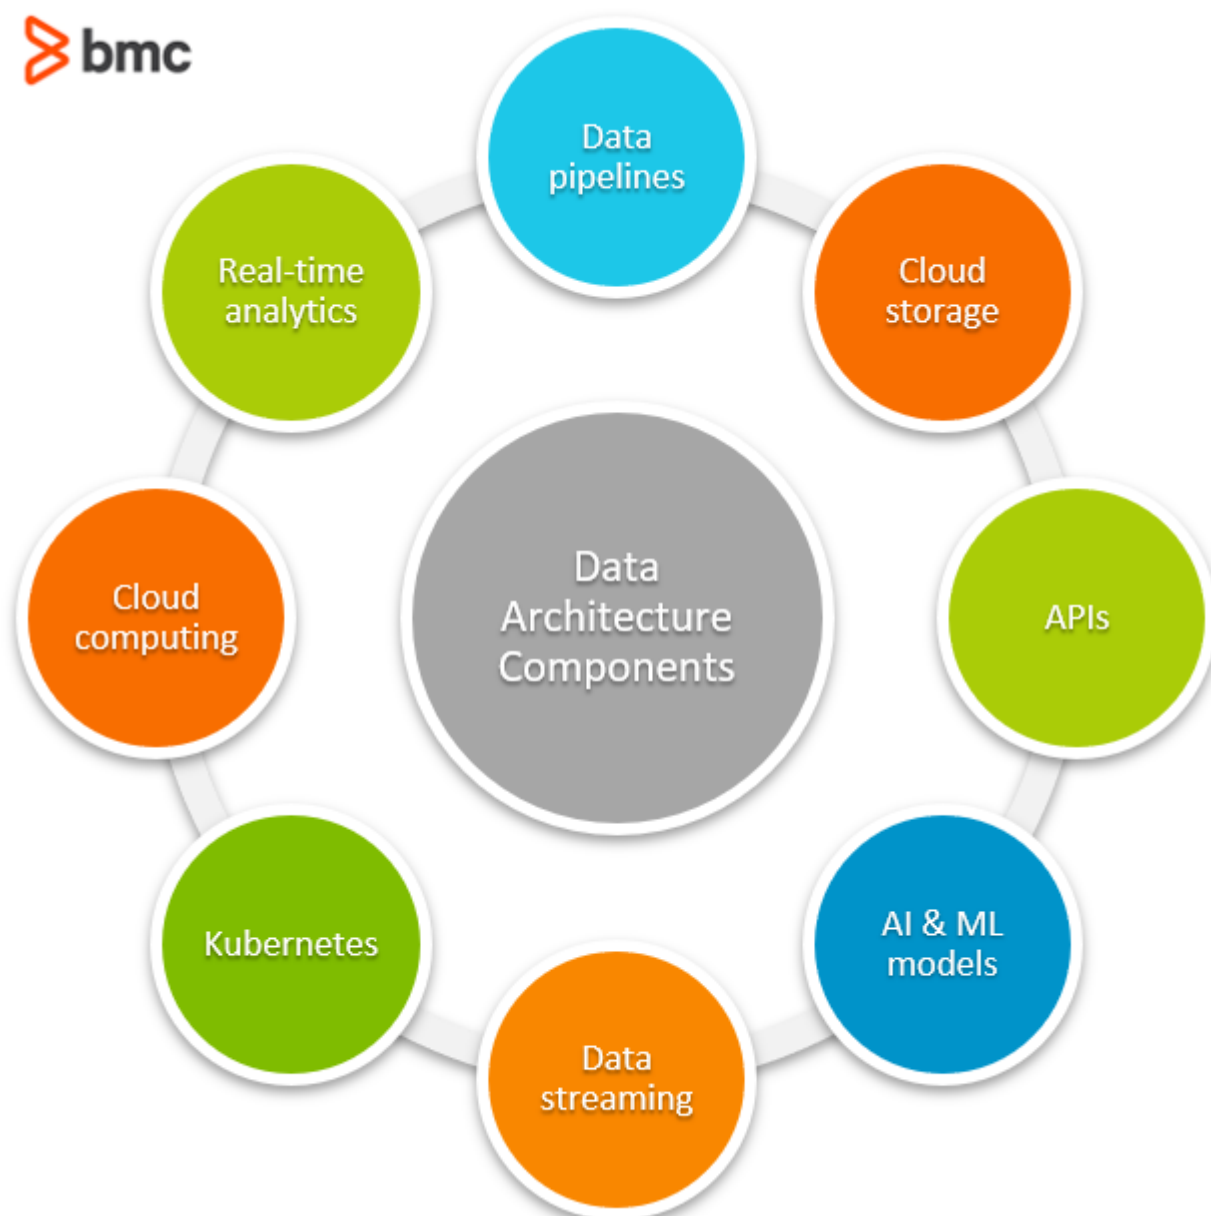 bmc
Data
pipelines
Cloud
storage
APIs
AI & ML
models
Data
streaming
Kubernetes
Cloud
computing
Real-time
analytics
Data
Architecture
Components